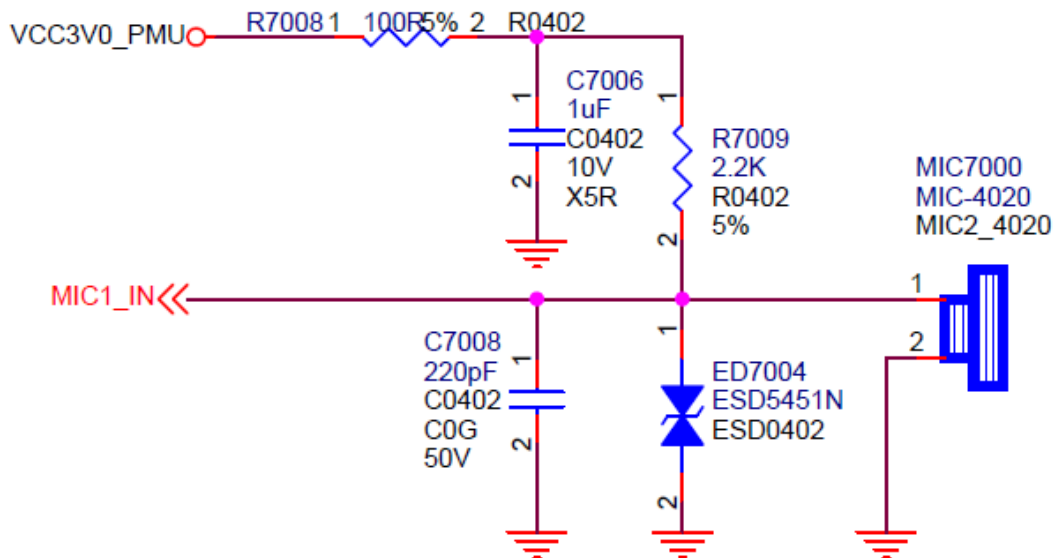 VCC3V0_PMU R7008 1 100R 5% 2 R0402
1
C7006
1uF
C0402
10V
X5R
2
1
R7009
2.2K
R0402
5%
2
MIC7000
MIC-4020
MIC2_4020
1
2
MIC1_IN
C7008
220pF
C0402
C0G
50V
1
2
1
ED7004
ESD5451N
ESD0402
2